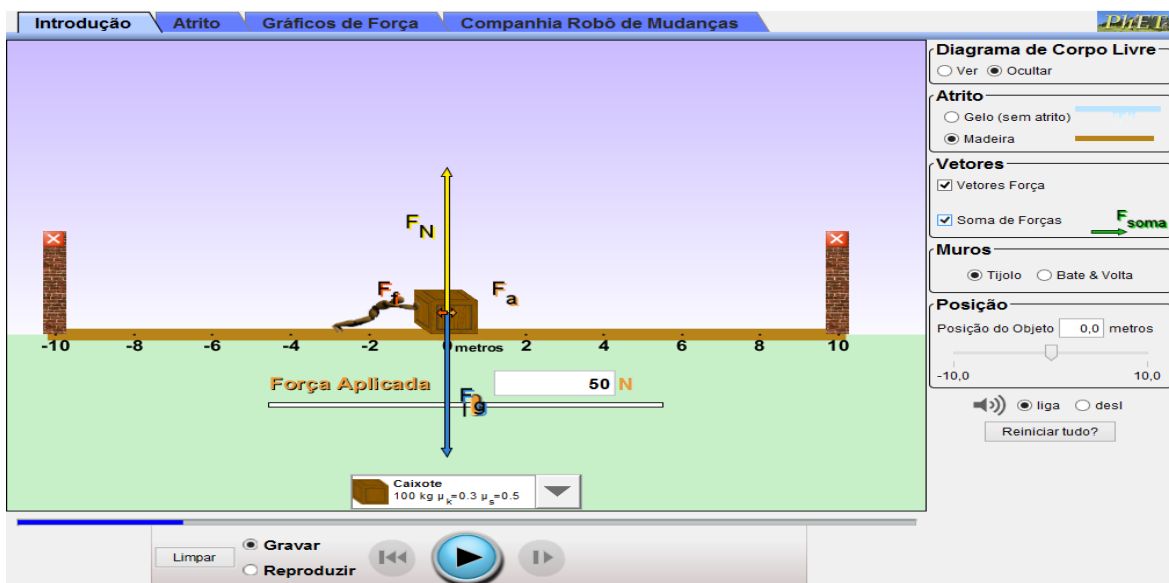 Introdução
Atrito
Gráficos de Força
Companhia Robô de Mudanças
PhET
Diagrama de Corpo Livre
Ver Ocultar
Atrito
Gelo (sem atrito)
Madeira
Vetores
Vetores Força
Soma de Forças
Fsoma
Muros
Tijolo Bate & Volta
Posição
Posição do Objeto 0,0 metros
-10,0 10,0
liga desl
Reiniciar tudo?
FN
Ff
Fa
-10 -8 -6 -4 -2 0 metros 2 4 6 8 10
Força Aplicada 50 N
Fg
Caixote
100 kg μk=0.3 μs=0.5
Limpar
Gravar
Reproduzir